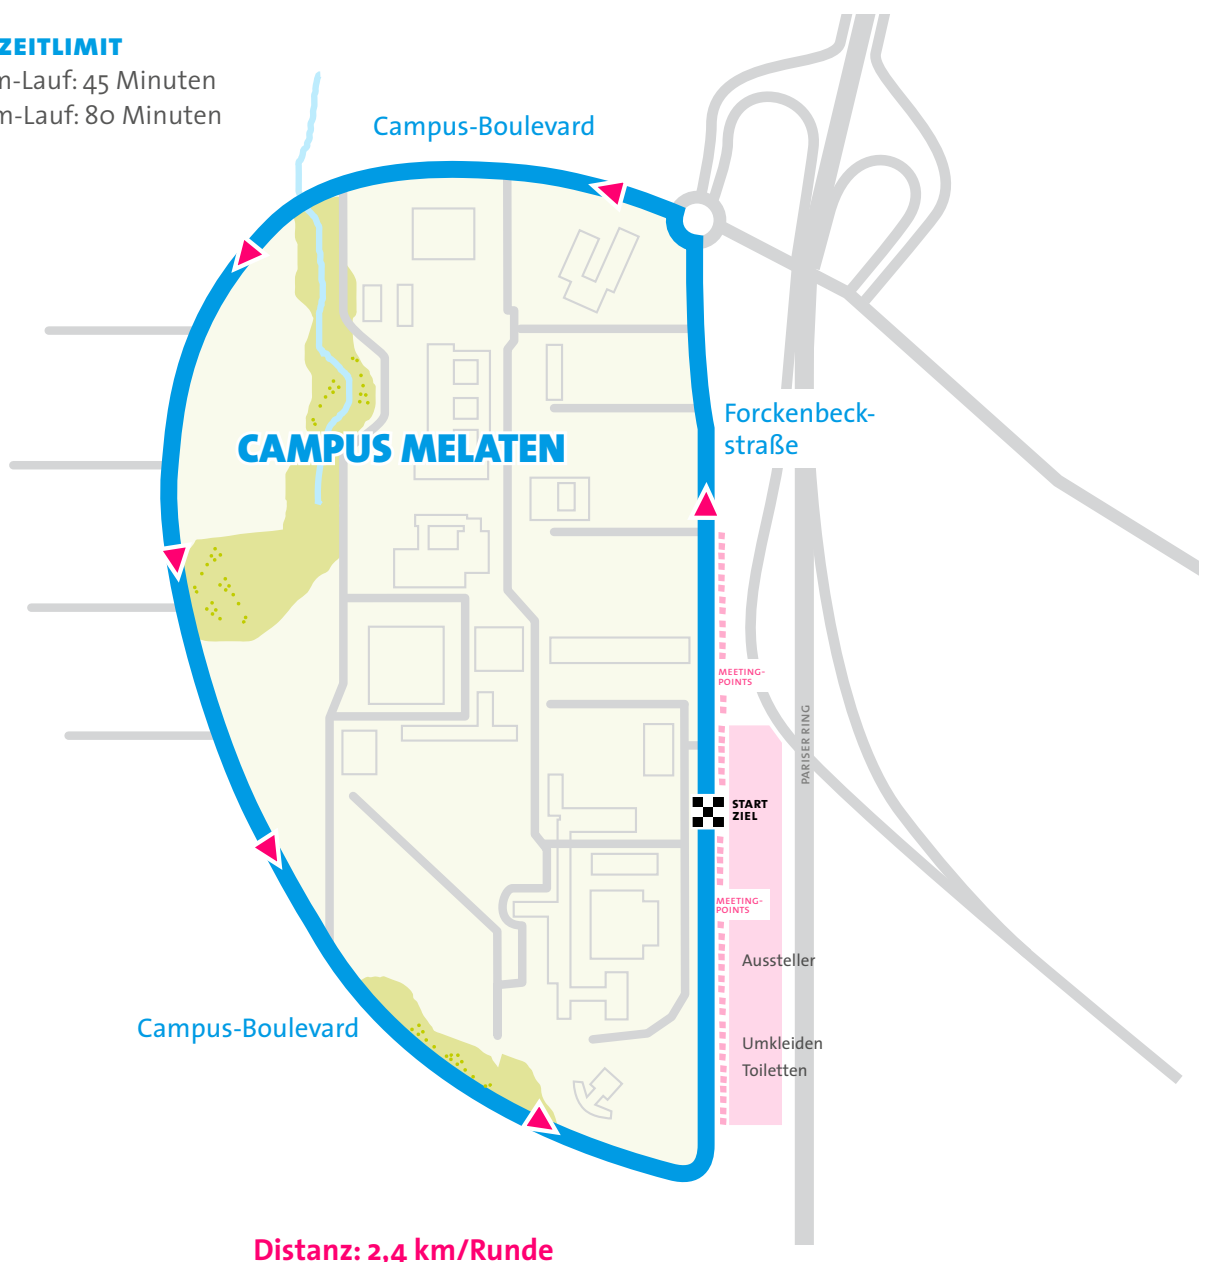 ZEITLIMIT
m-Lauf: 45 Minuten
m-Lauf: 80 Minuten
Campus-Boulevard
Forckenbeck-
straße
CAMPUS MELATEN
MEETING-
POINTS
PARISER RING
START
ZIEL
MEETING-
POINTS
Aussteller
Campus-Boulevard
Umkleiden
Toiletten
Distanz: 2,4 km/Runde